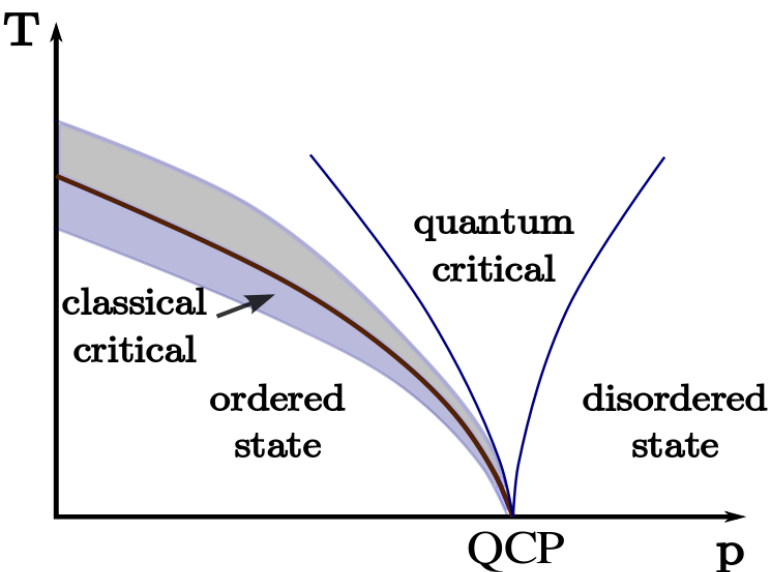 T
quantum
critical
classical
critical
ordered
state
disordered
state
QCP
p